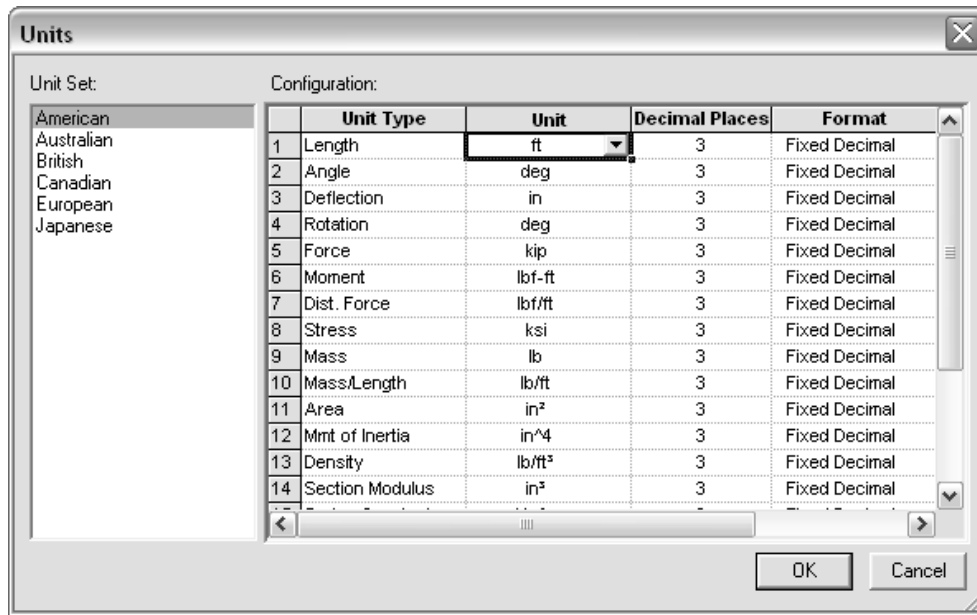 Units
Unit Set:
Configuration:
American
Australian
British
Canadian
European
Japanese
Unit Type Unit Decimal Places Format
1 Length ft 3 Fixed Decimal
2 Angle deg 3 Fixed Decimal
3 Deflection in 3 Fixed Decimal
4 Rotation deg 3 Fixed Decimal
5 Force kip 3 Fixed Decimal
6 Moment lbf-ft 3 Fixed Decimal
7 Dist. Force lbf/ft 3 Fixed Decimal
8 Stress ksi 3 Fixed Decimal
9 Mass lb 3 Fixed Decimal
10 Mass/Length lb/ft 3 Fixed Decimal
11 Area in² 3 Fixed Decimal
12 Mmt of Inertia in^4 3 Fixed Decimal
13 Density lb/ft³ 3 Fixed Decimal
14 Section Modulus in³ 3 Fixed Decimal
OK Cancel